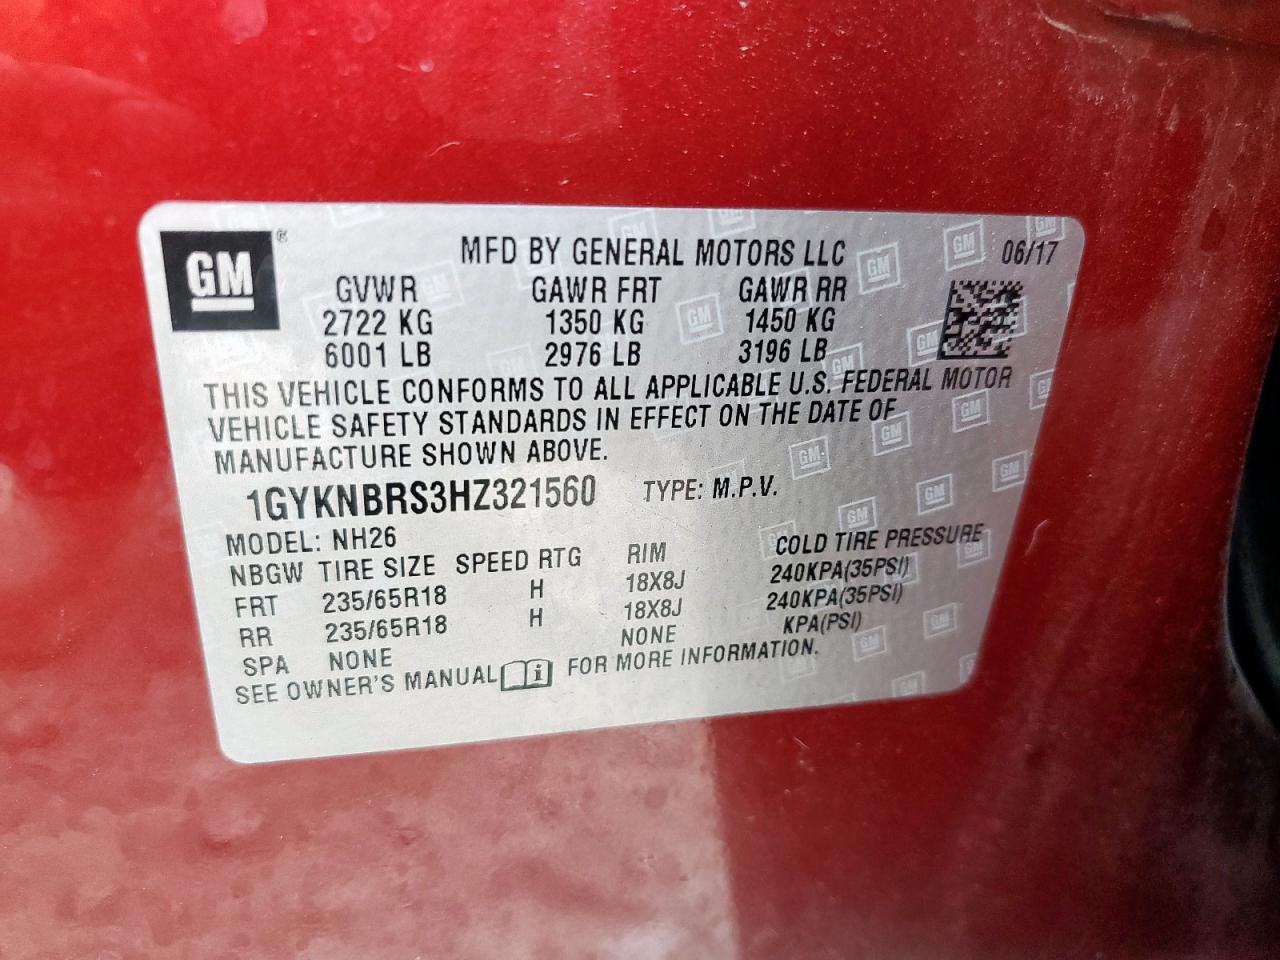 GM ®
MFD BY GENERAL MOTORS LLC 06/17
GVWR GAWR FRT GAWR RR
2722 KG 1350 KG 1450 KG
6001 LB 2976 LB 3196 LB
THIS VEHICLE CONFORMS TO ALL APPLICABLE U.S. FEDERAL MOTOR
VEHICLE SAFETY STANDARDS IN EFFECT ON THE DATE OF
MANUFACTURE SHOWN ABOVE.
1GYKNBRS3HZ321560 TYPE: M.P.V.
MODEL: NH26
NBGW TIRE SIZE SPEED RTG RIM COLD TIRE PRESSURE
FRT 235/65R18 H 18X8J 240KPA(35PSI)
RR 235/65R18 H 18X8J 240KPA(35PSI)
SPA NONE NONE KPA(PSI)
SEE OWNER'S MANUAL i FOR MORE INFORMATION.